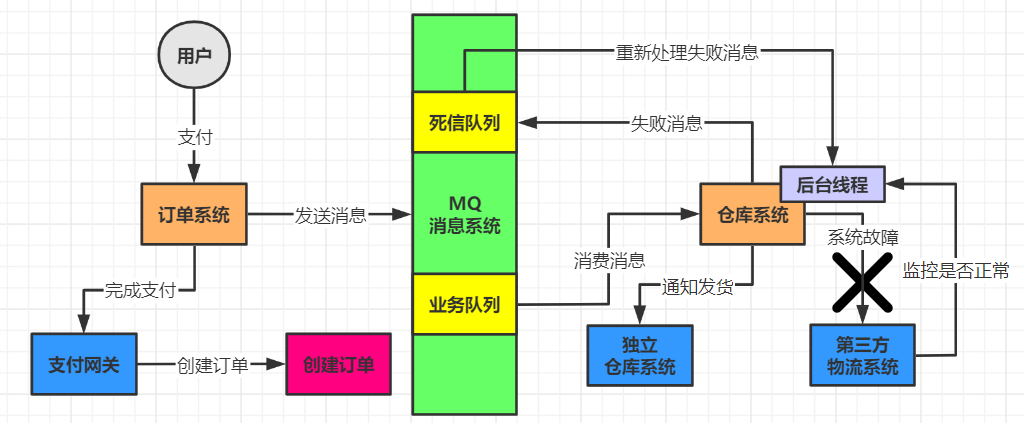 用户
支付
订单系统
发送消息
完成支付
支付网关
创建订单
创建订单
死信队列
MQ
消息系统
业务队列
重新处理失败消息
失败消息
后台线程
仓库系统
消费消息
系统故障
通知发货
监控是否正常
独立
仓库系统
第三方
物流系统